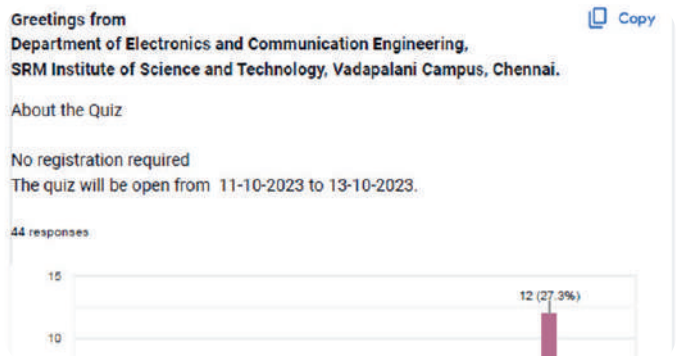 Greetings from
Copy
Department of Electronics and Communication Engineering,
SRM Institute of Science and Technology, Vadapalani Campus, Chennai.
About the Quiz
No registration required
The quiz will be open from 11-10-2023 to 13-10-2023.
44 responses
15
12 (27.3%)
10